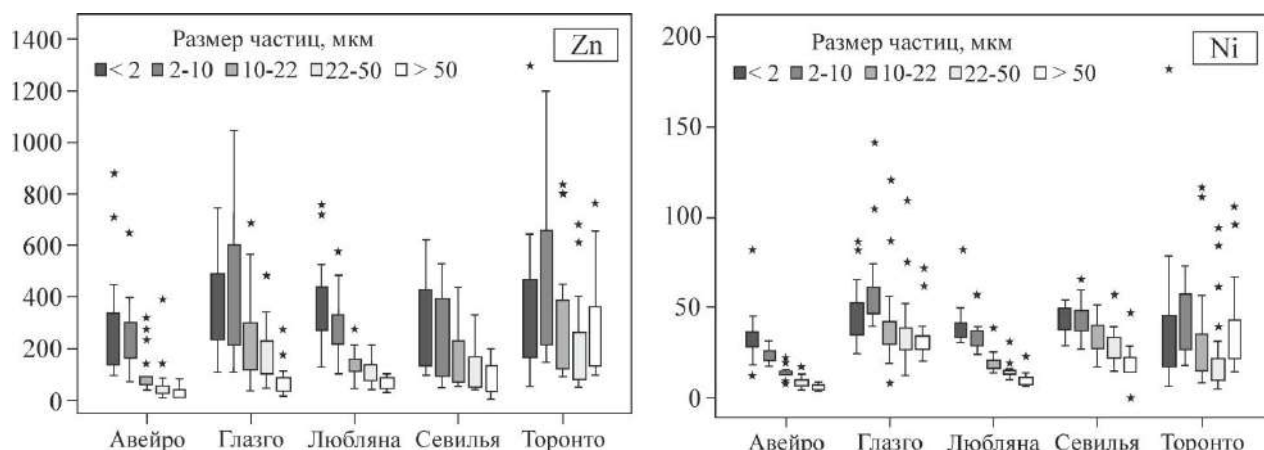 Размер частиц, мкм
Zn
< 2
2-10
10-22
22-50
> 50
1400
1200
1000
800
600
400
200
0
Авейро
Глазго
Любляна
Севилья
Торонто
Размер частиц, мкм
Ni
< 2
2-10
10-22
22-50
> 50
200
150
100
50
0
Авейро
Глазго
Любляна
Севилья
Торонто